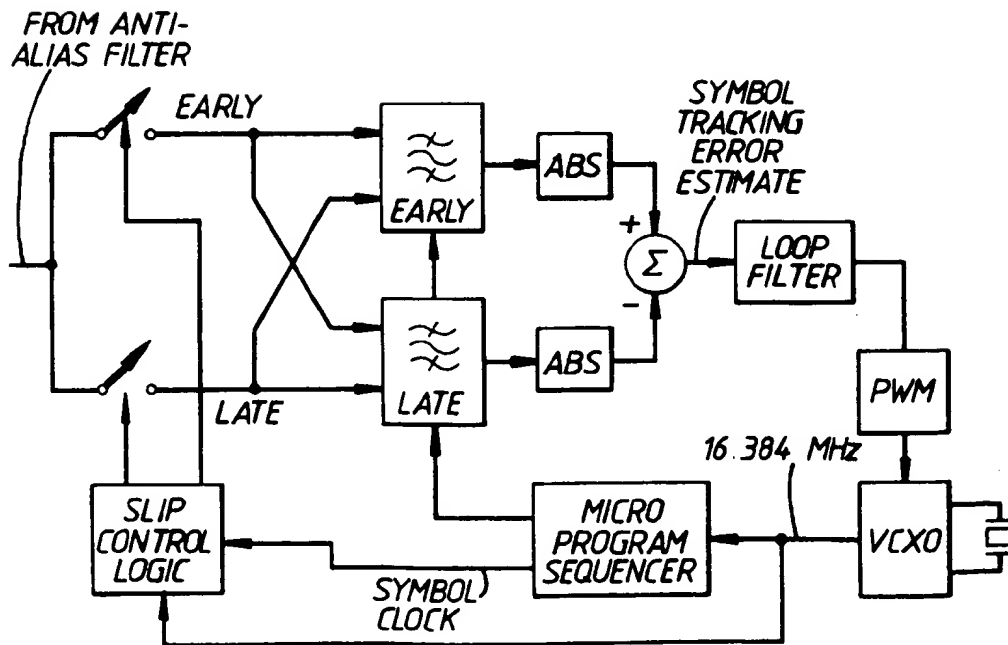 FROM ANTI-
ALIAS FILTER
EARLY
EARLY
ABS
SYMBOL
TRACKING
ERROR
ESTIMATE
+
Σ
-
LOOP
FILTER
LATE
LATE
ABS
PWM
16.384 MHz
SLIP
CONTROL
LOGIC
SYMBOL
CLOCK
MICRO
PROGRAM
SEQUENCER
VCXO